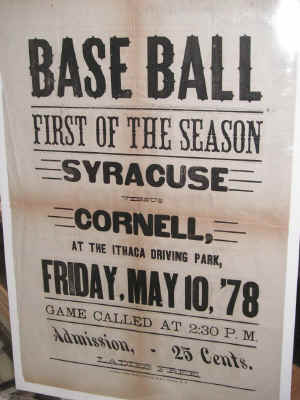 BASE BALL
FIRST OF THE SEASON
SYRACUSE
VERSUS
CORNELL,
AT THE ITHACA DRIVING PARK,
FRIDAY, MAY 10, '78
GAME CALLED AT 2:30 P. M.
Admission, - 25 Cents.
LADIES FREE